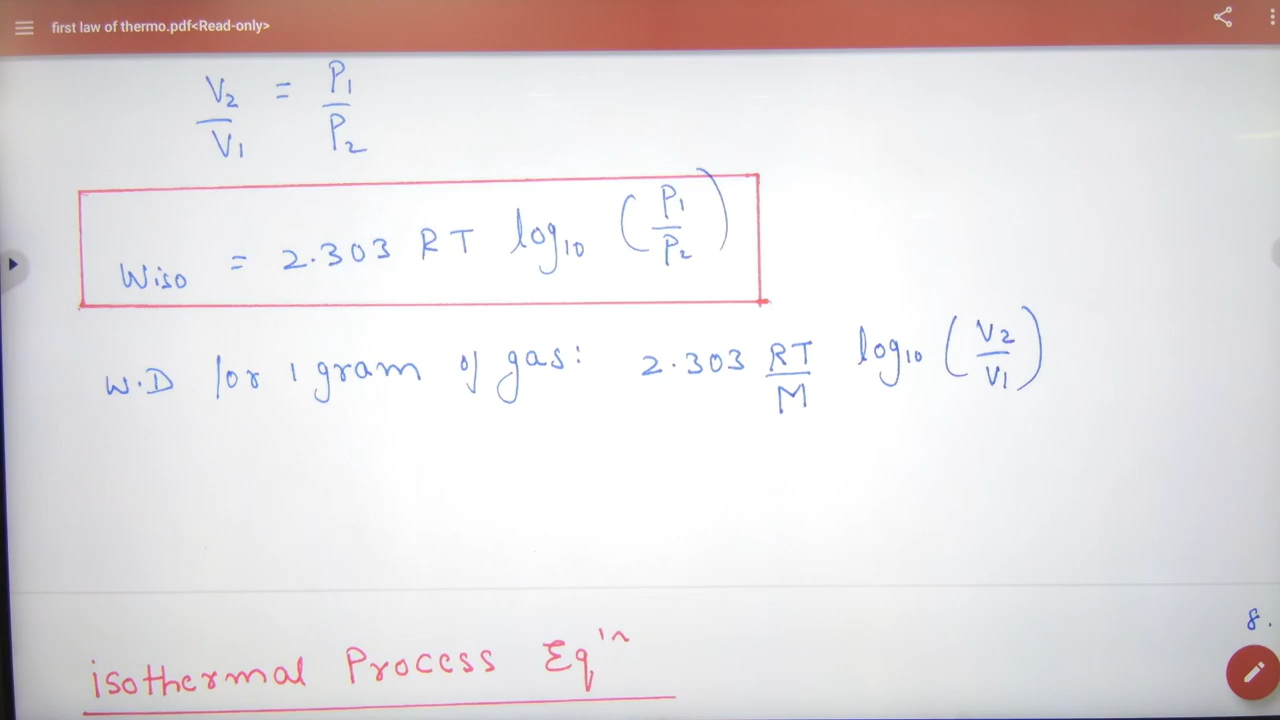 first law of thermo.pdf<Read-only>
V2/V1 = P1/P2
Wiso = 2.303 RT log10 (P1/P2)
W.D for 1 gram of gas: 2.303 RT/M log10 (V2/V1)
8.
isothermal Process Eq'n